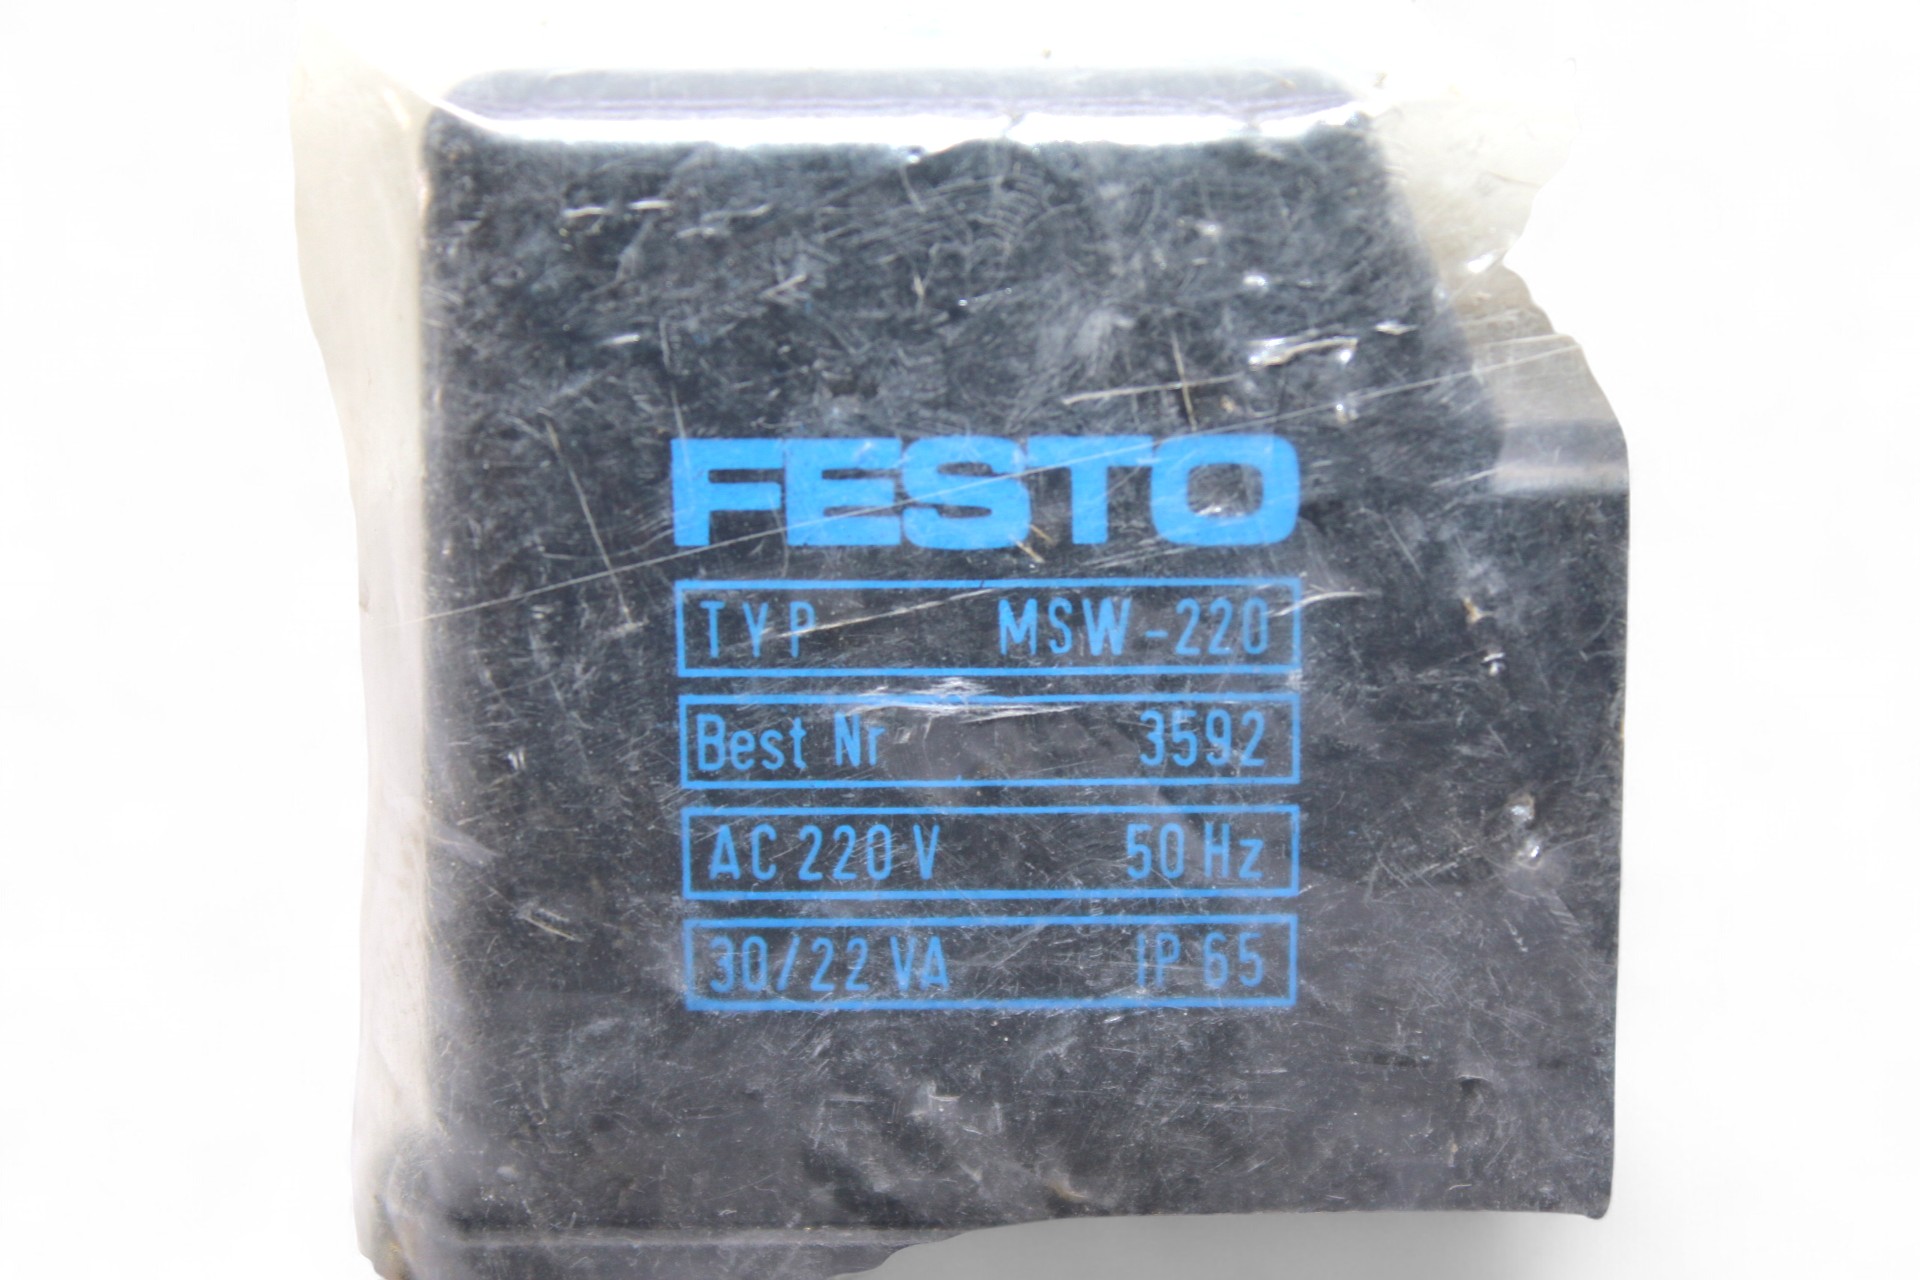 FESTO
TYP MSW-220
Best Nr 3592
AC 220 V 50 Hz
30/22 VA IP 65